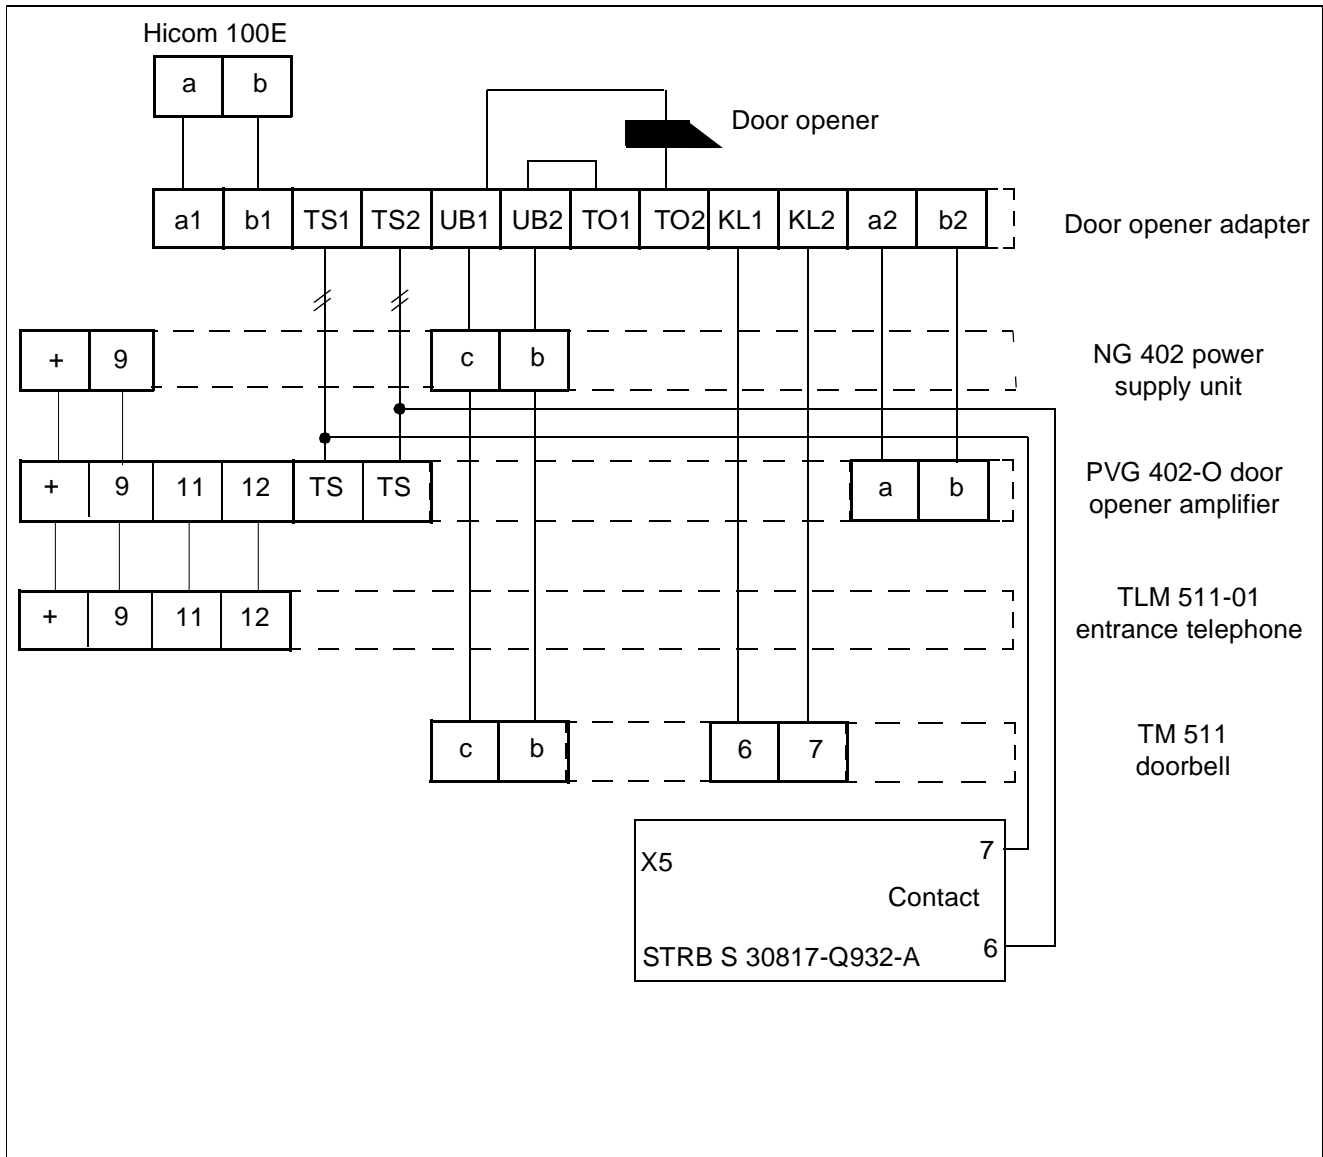 Hicom 100E
a b
Door opener
a1 b1 TS1 TS2 UB1 UB2 TO1 TO2 KL1 KL2 a2 b2
Door opener adapter
+ 9 c b
NG 402 power
supply unit
+ 9 11 12 TS TS a b
PVG 402-O door
opener amplifier
+ 9 11 12
TLM 511-01
entrance telephone
c b 6 7
TM 511
doorbell
X5 7
Contact
STRB S 30817-Q932-A 6